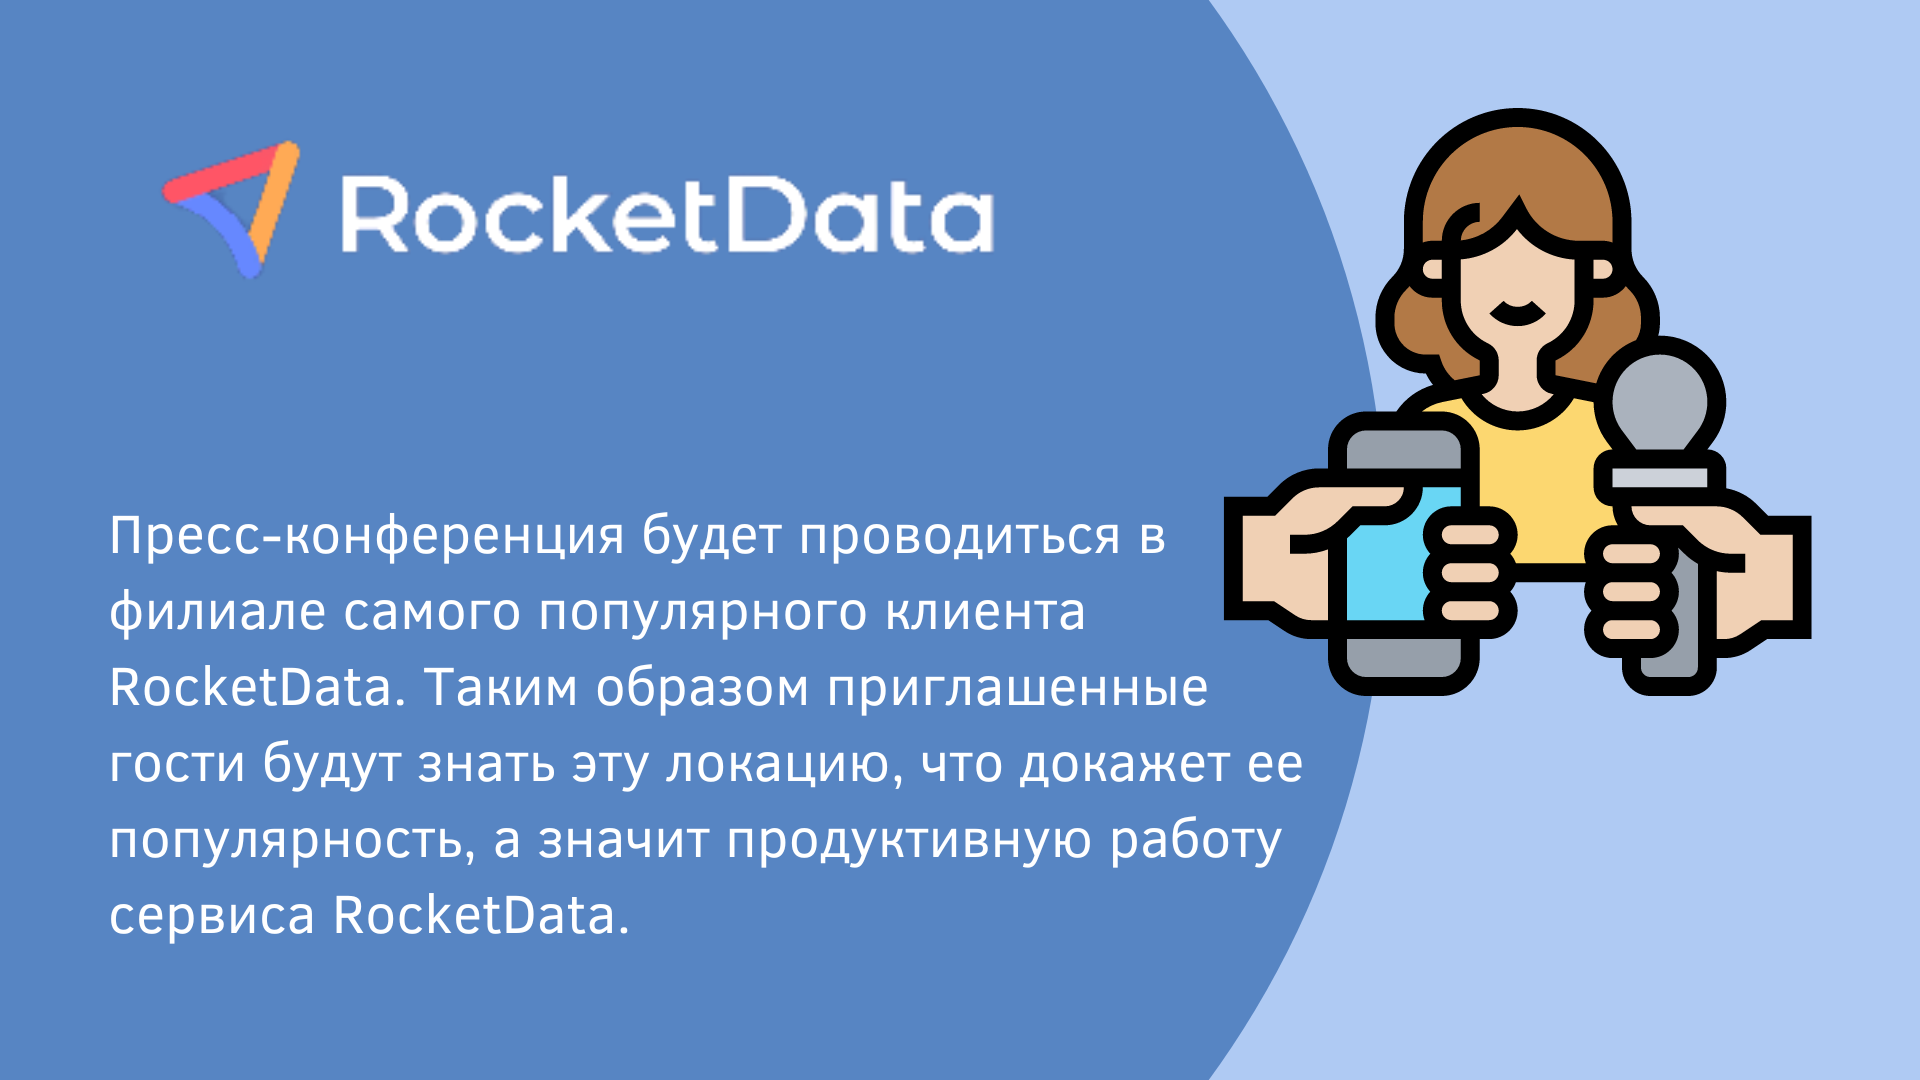 RocketData
Пресс-конференция будет проводиться в
филиале самого популярного клиента
RocketData. Таким образом приглашенные
гости будут знать эту локацию, что докажет ее
популярность, а значит продуктивную работу
сервиса RocketData.